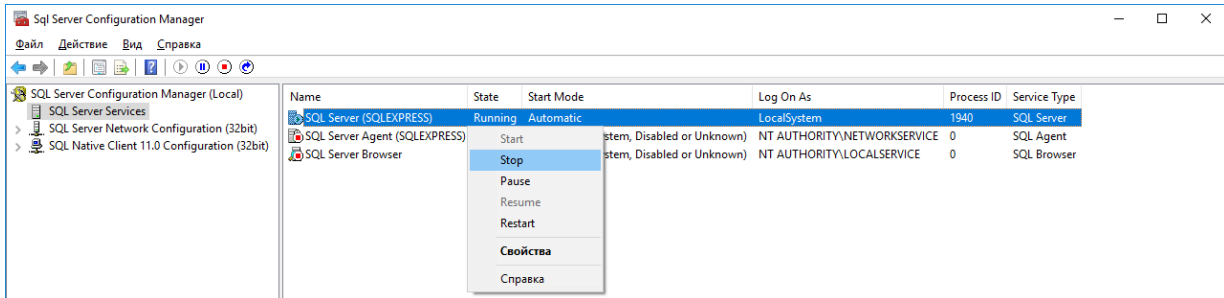 Sql Server Configuration Manager
Файл Действие Вид Справка
SQL Server Configuration Manager (Local)
SQL Server Services
SQL Server Network Configuration (32bit)
SQL Native Client 11.0 Configuration (32bit)
Name State Start Mode Log On As Process ID Service Type
SQL Server (SQLEXPRESS) Running Automatic LocalSystem 1940 SQL Server
SQL Server Agent (SQLEXPRESS) stem, Disabled or Unknown) NT AUTHORITY\NETWORKSERVICE 0 SQL Agent
SQL Server Browser stem, Disabled or Unknown) NT AUTHORITY\LOCALSERVICE 0 SQL Browser
Start
Stop
Pause
Resume
Restart
Свойства
Справка